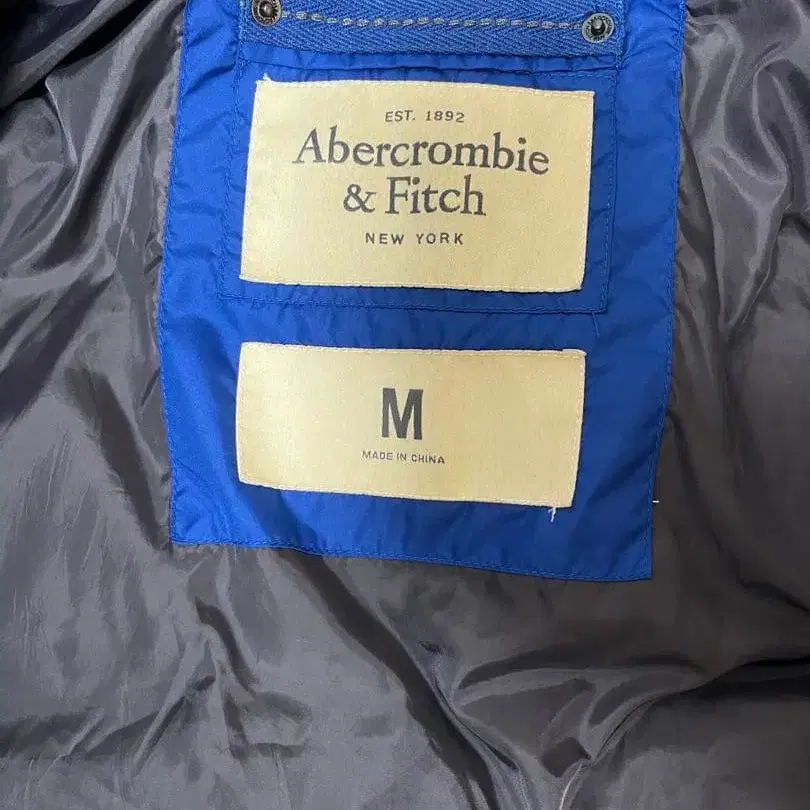 EST. 1892
Abercrombie
& Fitch
NEW YORK
M
MADE IN CHINA